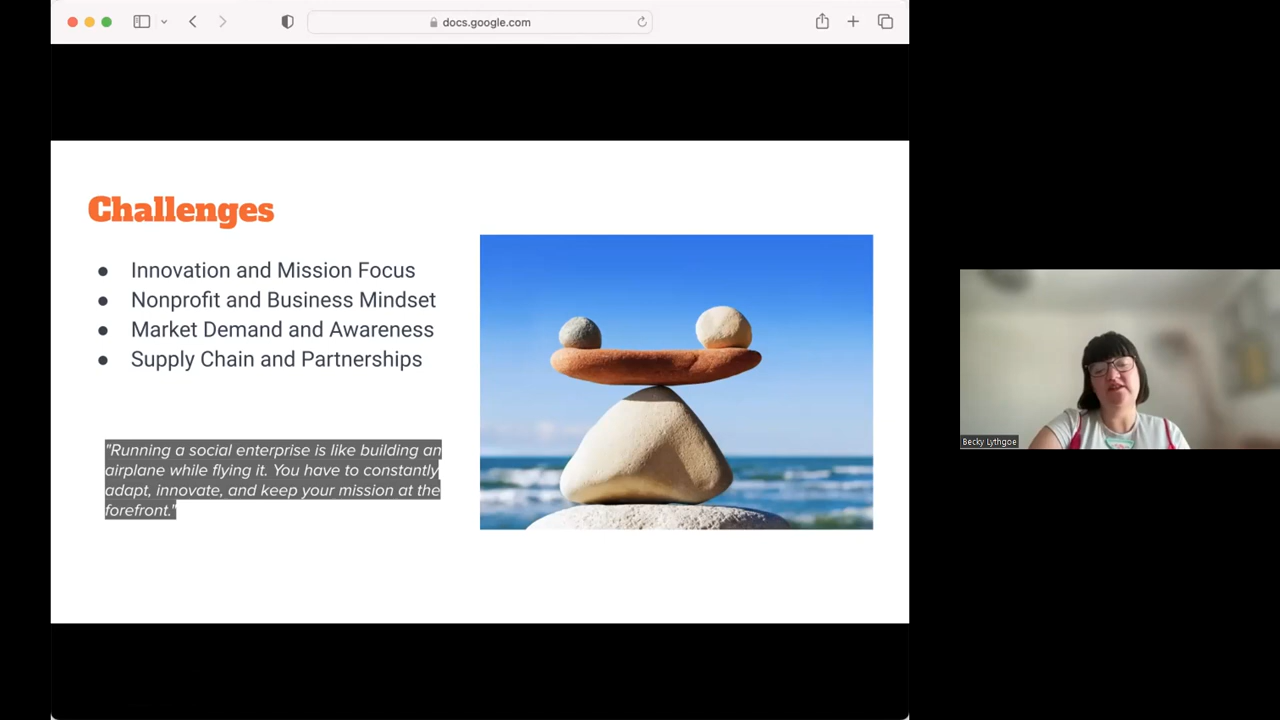 docs.google.com
Challenges
● Innovation and Mission Focus
● Nonprofit and Business Mindset
● Market Demand and Awareness
● Supply Chain and Partnerships
"Running a social enterprise is like building an
airplane while flying it. You have to constantly
adapt, innovate, and keep your mission at the
forefront."
Becky Lythgoe